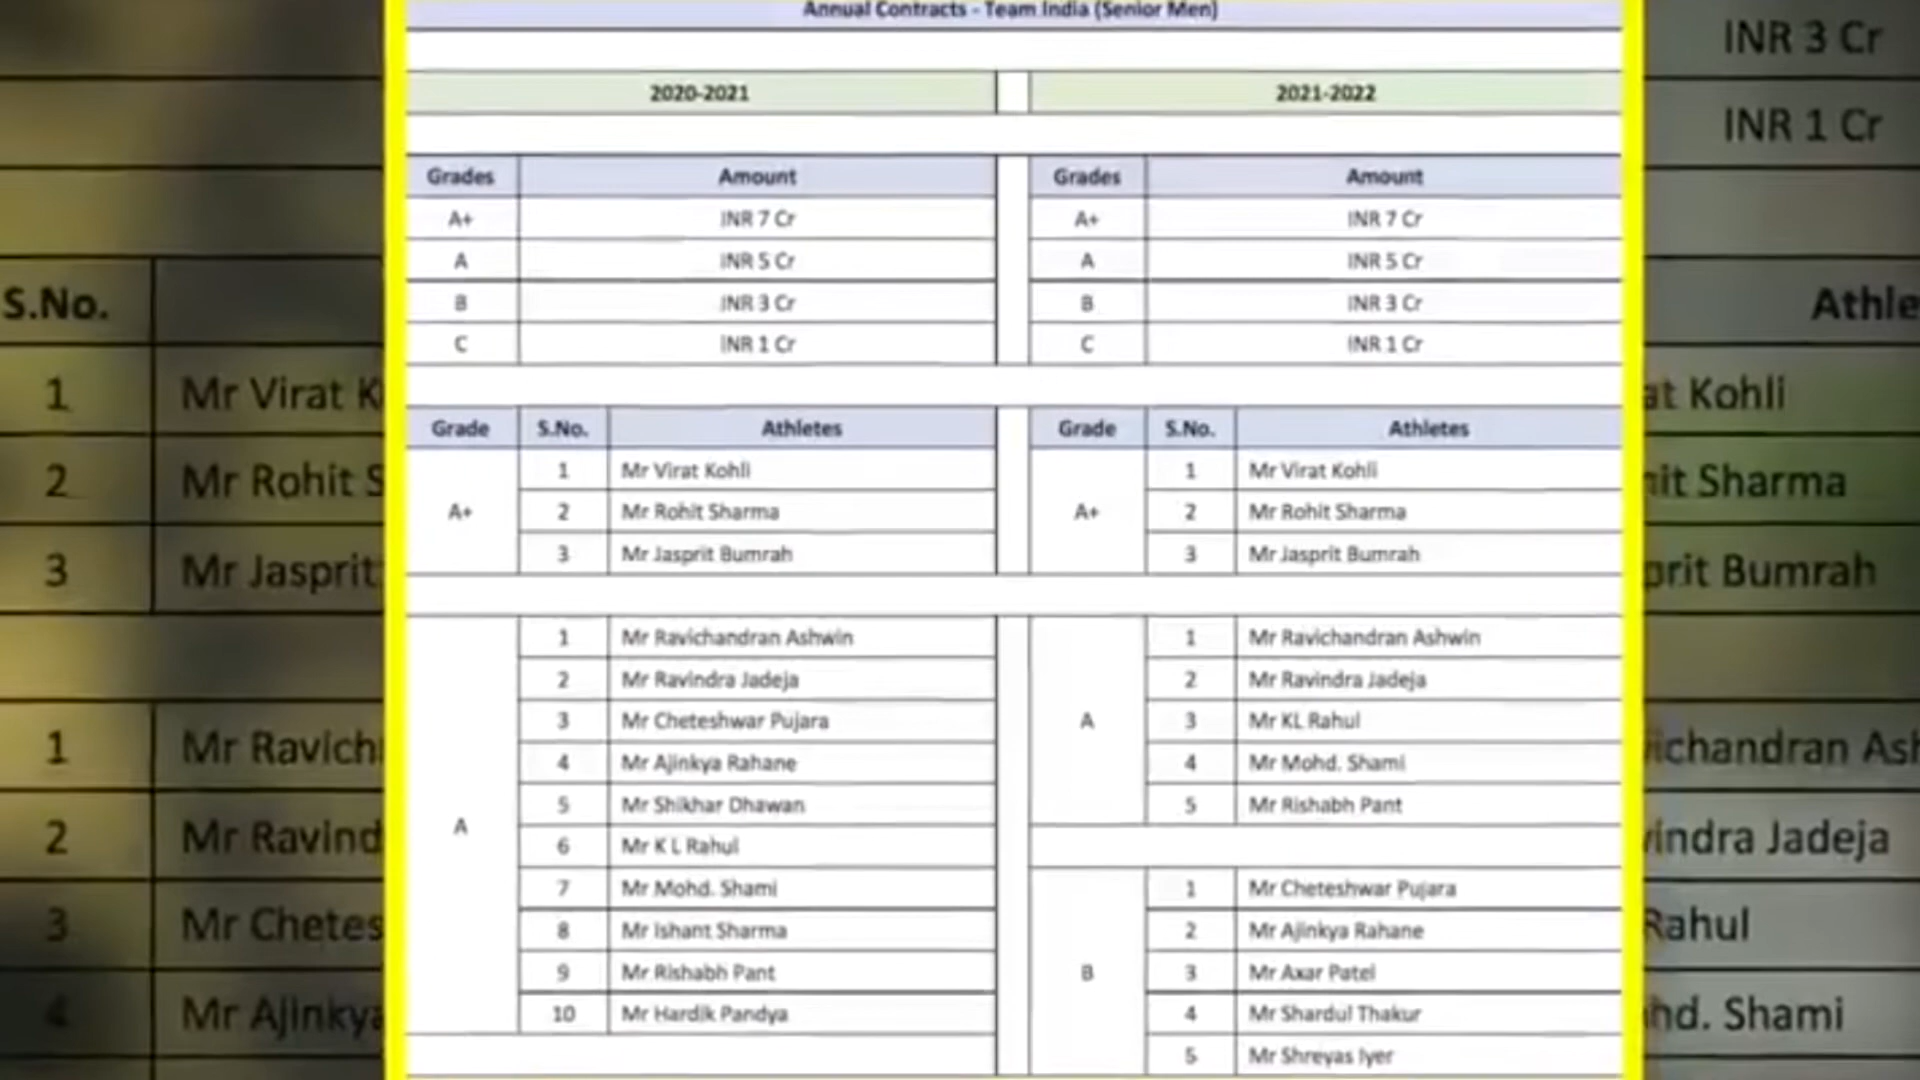 Annual Contracts - Team India (Senior Men)
2020-2021 2021-2022
Grades Amount Grades Amount
A+ INR 7 Cr A+ INR 7 Cr
A INR 5 Cr A INR 5 Cr
B INR 3 Cr B INR 3 Cr
C INR 1 Cr C INR 1 Cr
Grade S.No. Athletes Grade S.No. Athletes
A+ 1 Mr Virat Kohli A+ 1 Mr Virat Kohli
2 Mr Rohit Sharma 2 Mr Rohit Sharma
3 Mr Jasprit Bumrah 3 Mr Jasprit Bumrah
A 1 Mr Ravichandran Ashwin A 1 Mr Ravichandran Ashwin
2 Mr Ravindra Jadeja 2 Mr Ravindra Jadeja
3 Mr Cheteshwar Pujara 3 Mr KL Rahul
4 Mr Ajinkya Rahane 4 Mr Mohd. Shami
5 Mr Shikhar Dhawan 5 Mr Rishabh Pant
6 Mr K L Rahul
7 Mr Mohd. Shami B 1 Mr Cheteshwar Pujara
8 Mr Ishant Sharma 2 Mr Ajinkya Rahane
9 Mr Rishabh Pant 3 Mr Axar Patel
10 Mr Hardik Pandya 4 Mr Shardul Thakur
5 Mr Shreyas Iyer
INR 3 Cr
INR 1 Cr
S.No. Athle
1 Mr Virat K at Kohli
2 Mr Rohit S hit Sharma
3 Mr Jasprit prit Bumrah
1 Mr Ravich ichandran Ash
2 Mr Ravind indra Jadeja
3 Mr Chetes Rahul
4 Mr Ajinkya hd. Shami